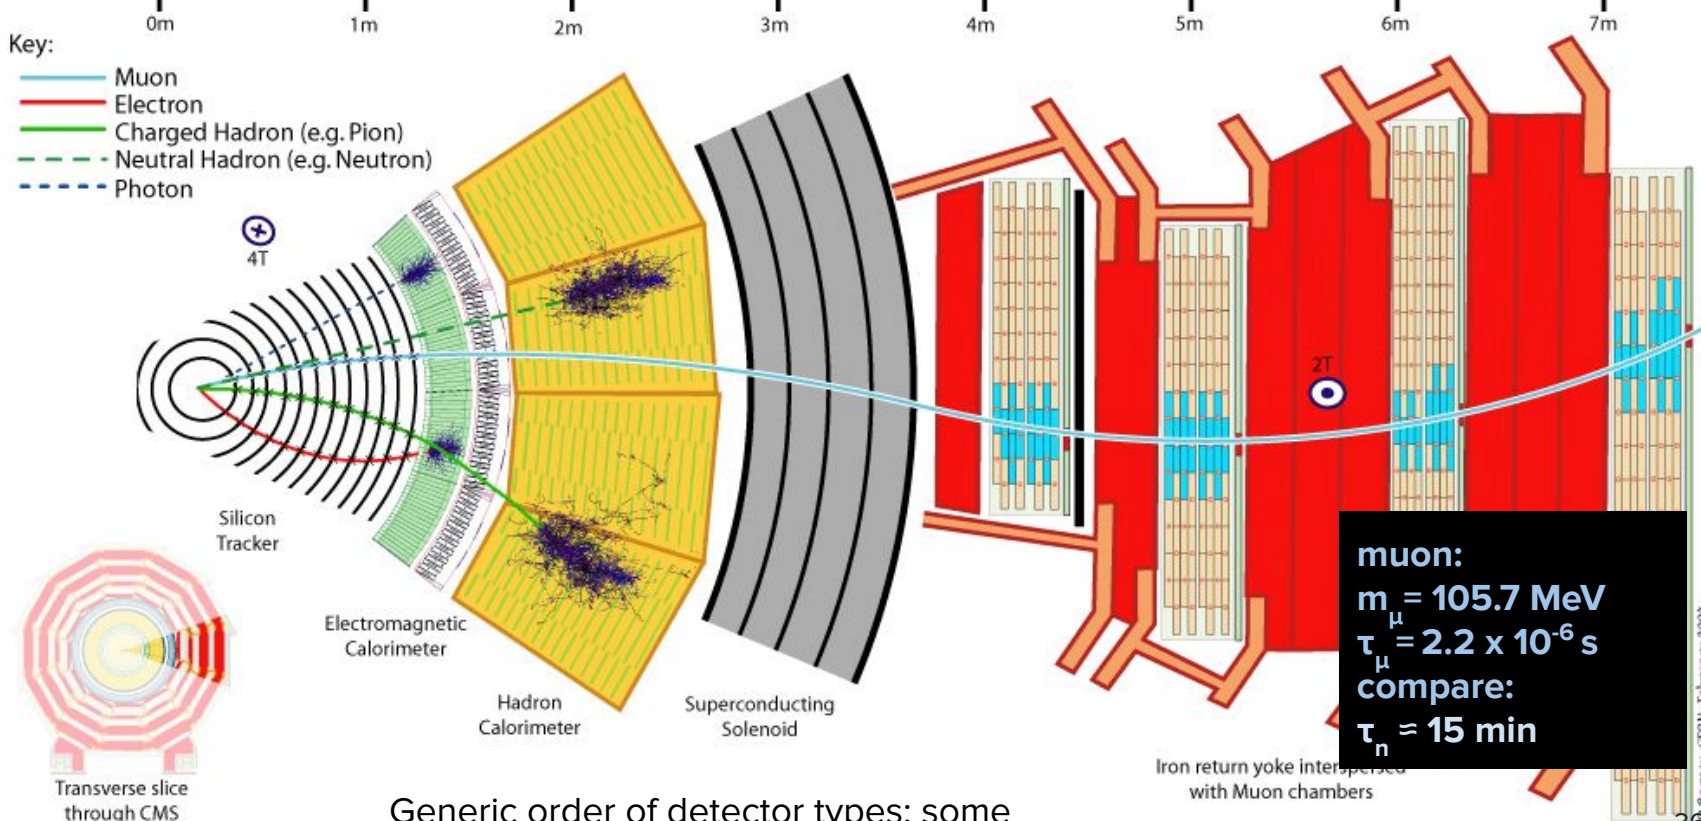 0m 1m 2m 3m 4m 5m 6m 7m
Key:
Muon
Electron
Charged Hadron (e.g. Pion)
Neutral Hadron (e.g. Neutron)
Photon
4T
2T
Silicon
Tracker
Electromagnetic
Calorimeter
Hadron
Calorimeter
Superconducting
Solenoid
Iron return yoke interspersed
with Muon chambers
Transverse slice
through CMS
muon:
mμ= 105.7 MeV
τμ= 2.2 x 10-6 s
compare:
τn ≈ 15 min
Generic order of detector types; some